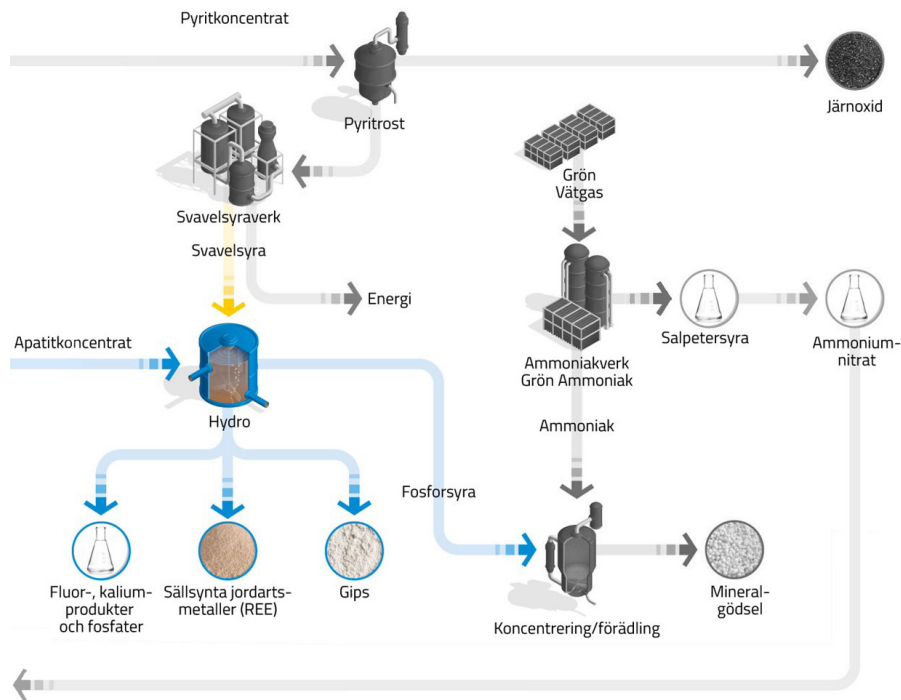 Pyritkoncentrat
Pyritrost
Järnoxid
Svavelsyraverk
Svavelsyra
Energi
Grön
Vätgas
Apatitkoncentrat
Hydro
Ammoniakverk
Grön Ammoniak
Salpetersyra
Ammonium-
nitrat
Ammoniak
Fosforsyra
Fluor-, kalium-
produkter
och fosfater
Sällsynta jordarts-
metaller (REE)
Gips
Koncentrering/förädling
Mineral-
gödsel